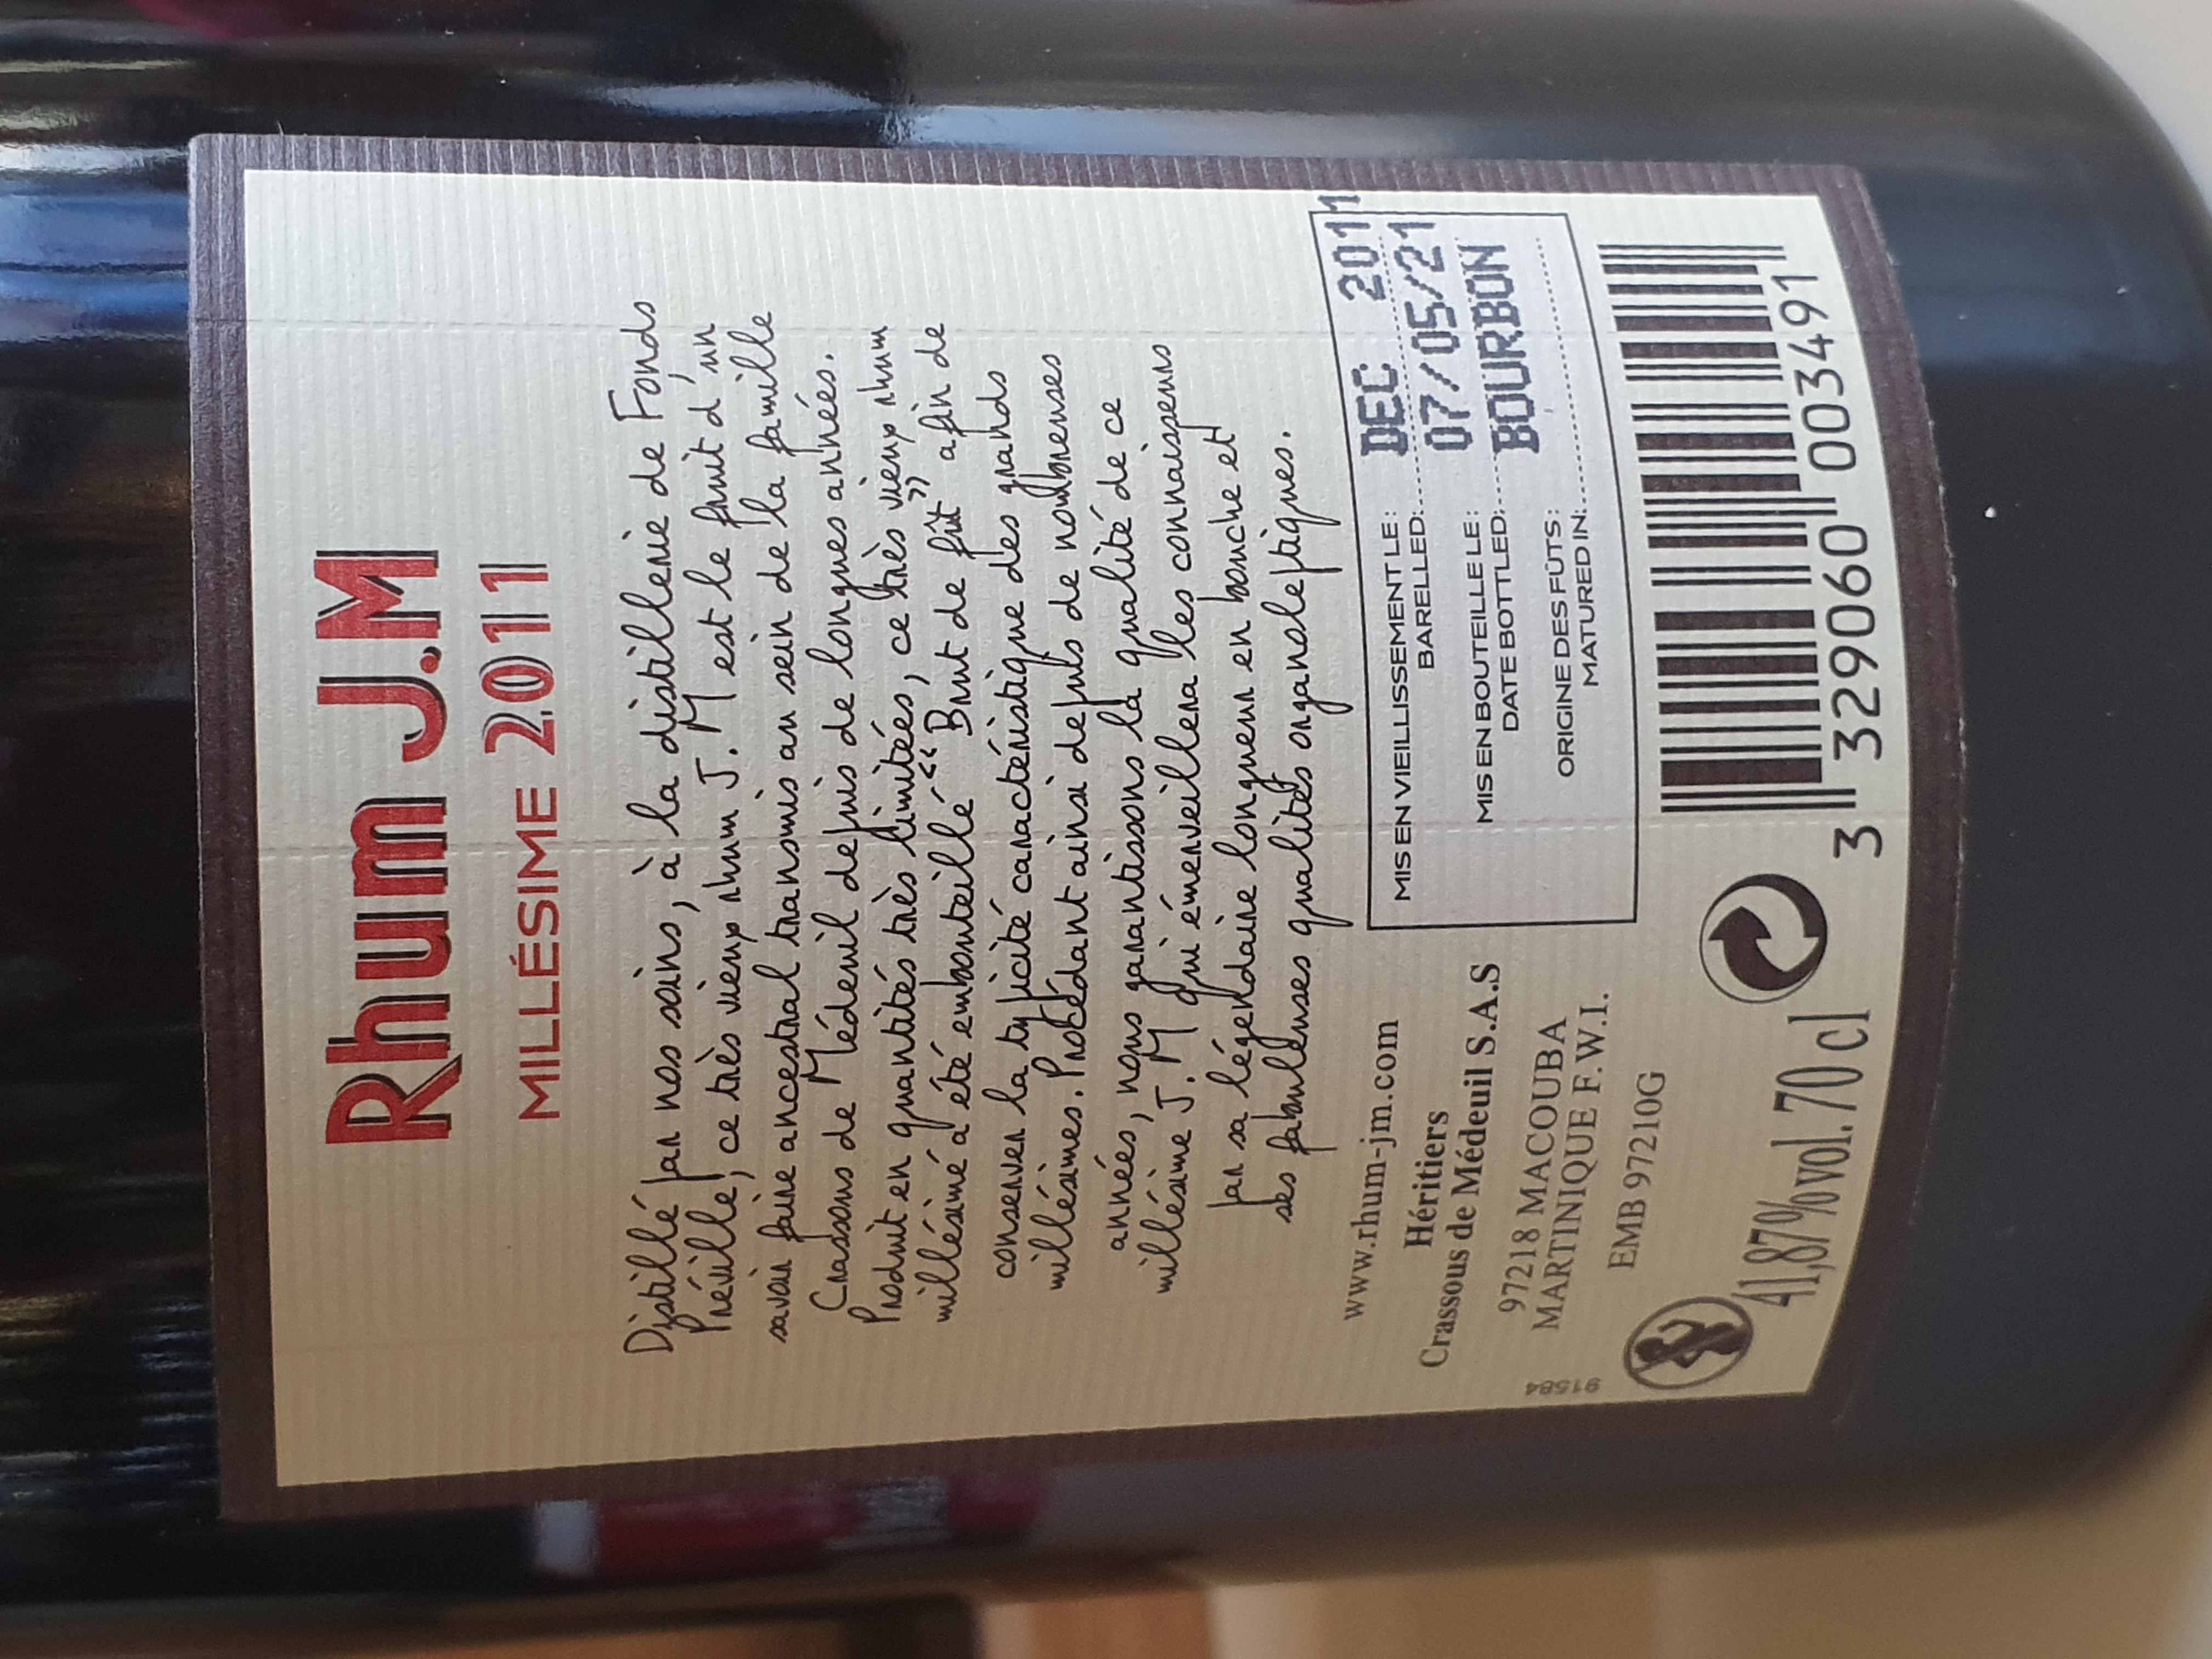 Rhum J.M
MILLÉSIME 2011
Distillé par nos soins, à la distillerie de Fonds
Préville, ce très vieux rhum J.M est le fruit d'un
savoir faire ancestral transmis au sein de la famille
Crassous de Médeuil depuis de longues années.
Produit en quantités très limitées, ce très vieux rhum
millésimé a été embouteillé “ Brut de fût ” afin de
conserver la typicité caractéristique des grands
millésimes. Procédant ainsi depuis de nombreuses
années, nous garantissons la qualité de ce
millésime J.M qui émerveillera les connaisseurs
par sa légendaire longueur en bouche et
ses fabuleuses qualités organoleptiques.
www.rhum-jm.com
Héritiers
Crassous de Médeuil S.A.S
97218 MACOUBA
MARTINIQUE F.W.I.
EMB 97210G
MIS EN VIEILLISSEMENT LE : DEC 2011
BARELLED:
MIS EN BOUTEILLE LE : 07/05/21
DATE BOTTLED:
ORIGINE DES FÛTS : BOURBON
MATURED IN:
91584
41,87%vol. 70 cl
3 329060 003491